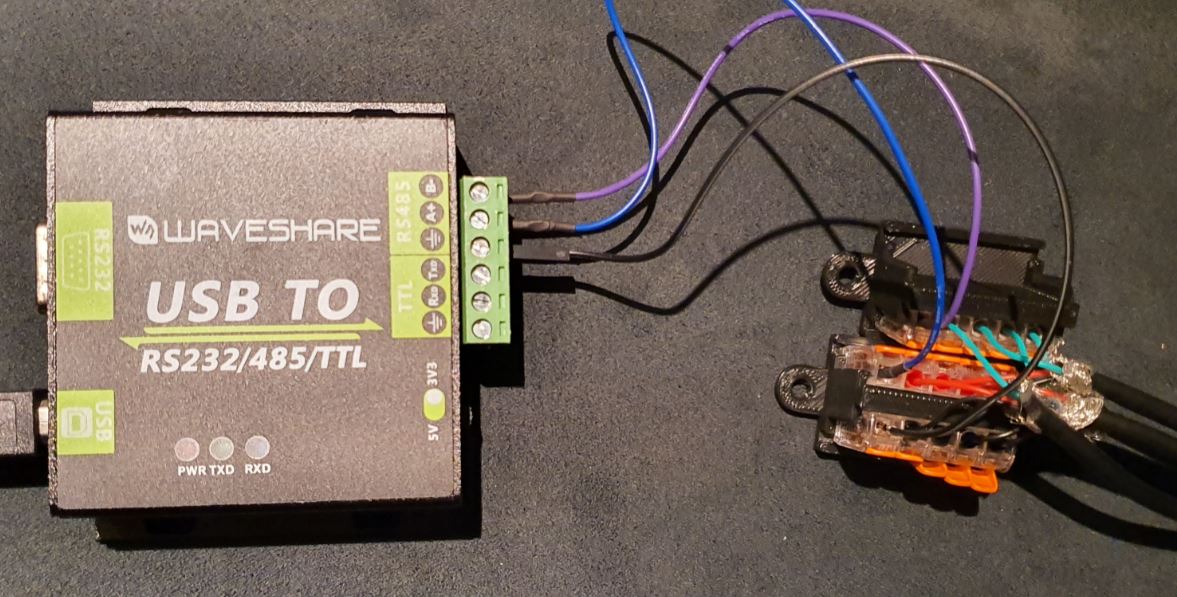 WAVESHARE
USB TO
RS232/485/TTL
RS232
USB
RS485
B-
A+
TTL
TXD
RXD
5V
3V3
PWR TXD RXD